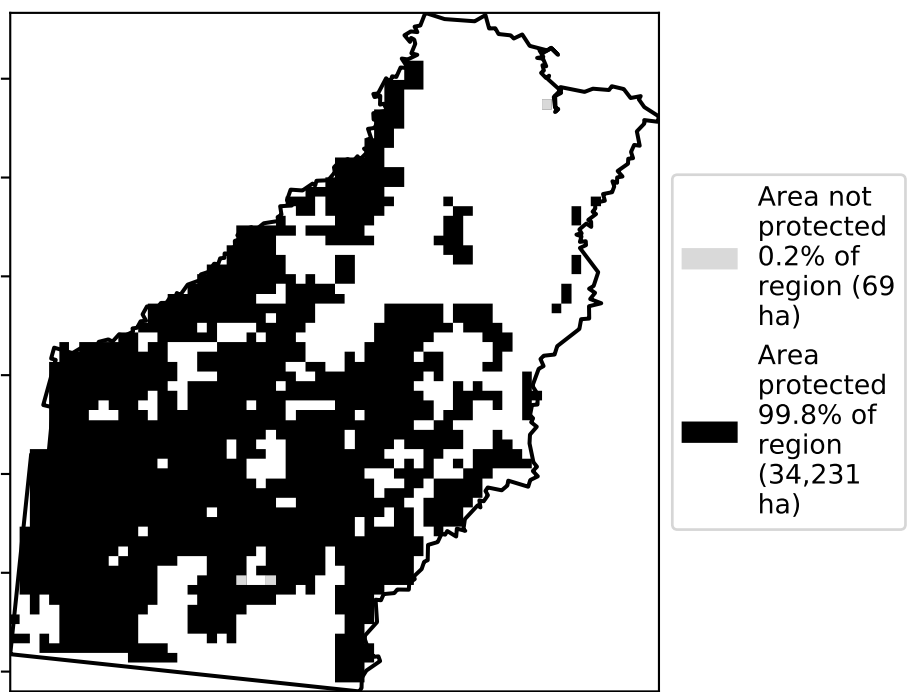 Area not
protected
0.2% of
region (69
ha)
Area
protected
99.8% of
region
(34,231
ha)